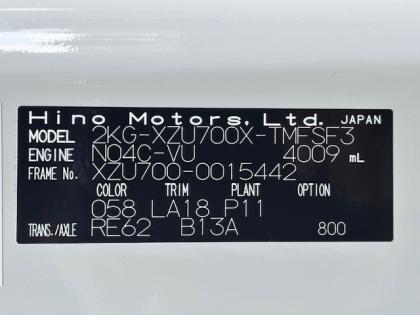 Hino Motors, Ltd. JAPAN
MODEL 2KG-XZU700X-TMFSF3
ENGINE N04C-VU 4009 mL
FRAME No. XZU700-0015442
COLOR TRIM PLANT OPTION
058 LA18 P11
TRANS./AXLE RE62 B13A 800